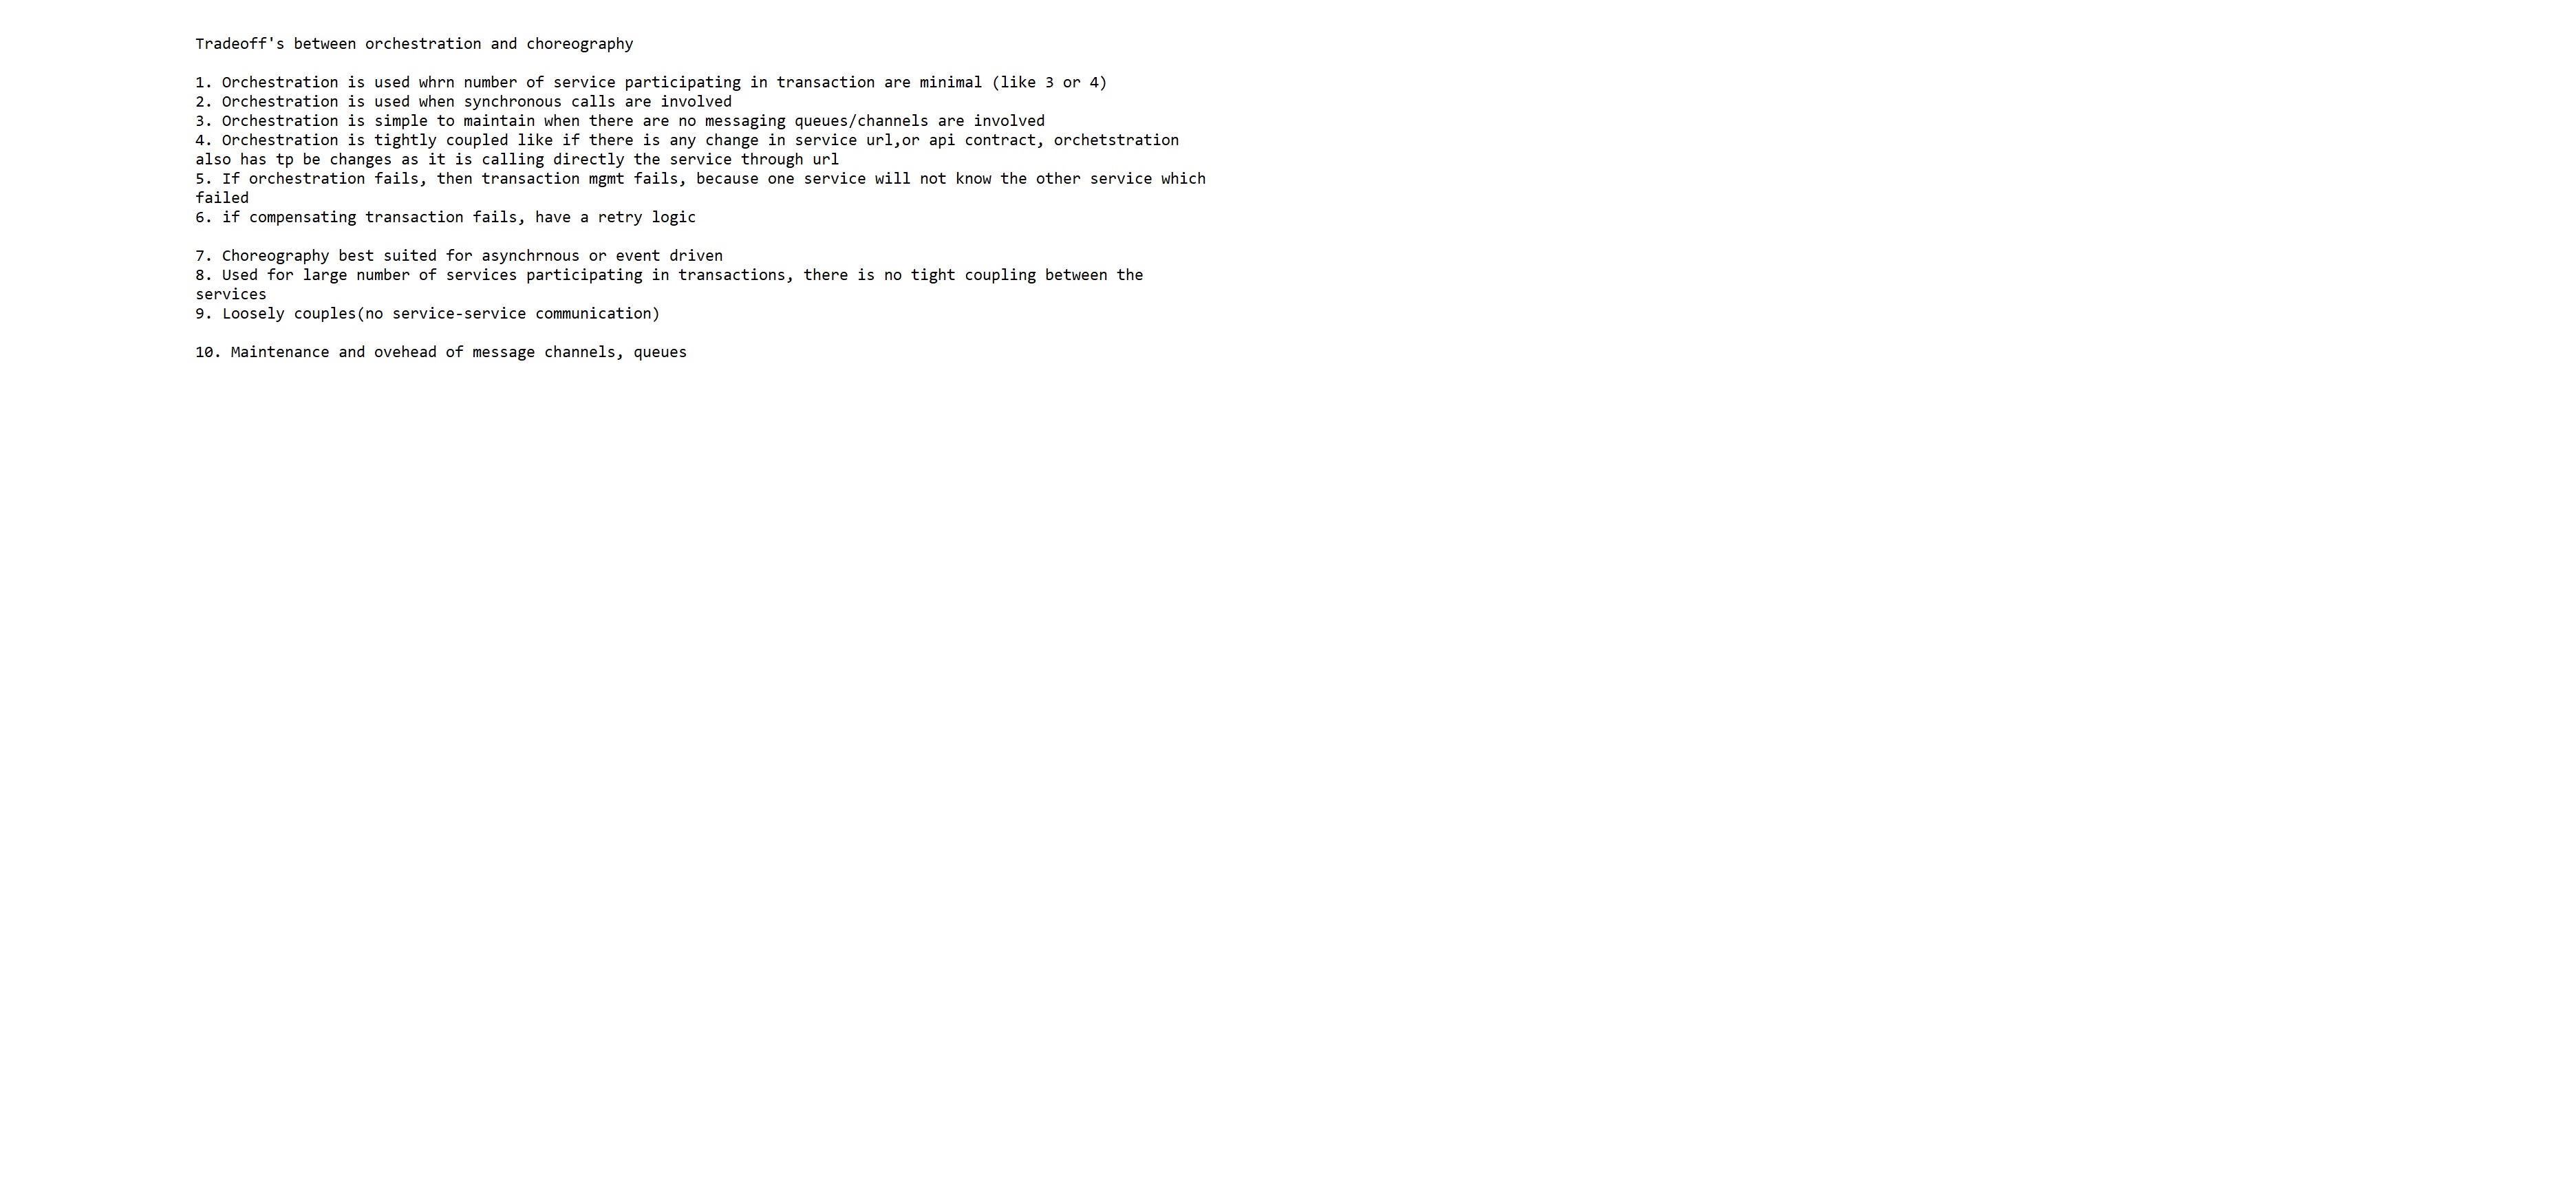 Tradeoff's between orchestration and choreography
1. Orchestration is used whrn number of service participating in transaction are minimal (like 3 or 4)
2. Orchestration is used when synchronous calls are involved
3. Orchestration is simple to maintain when there are no messaging queues/channels are involved
4. Orchestration is tightly coupled like if there is any change in service url,or api contract, orchetstration
also has tp be changes as it is calling directly the service through url
5. If orchestration fails, then transaction mgmt fails, because one service will not know the other service which
failed
6. if compensating transaction fails, have a retry logic
7. Choreography best suited for asynchrnous or event driven
8. Used for large number of services participating in transactions, there is no tight coupling between the
services
9. Loosely couples(no service-service communication)
10. Maintenance and ovehead of message channels, queues